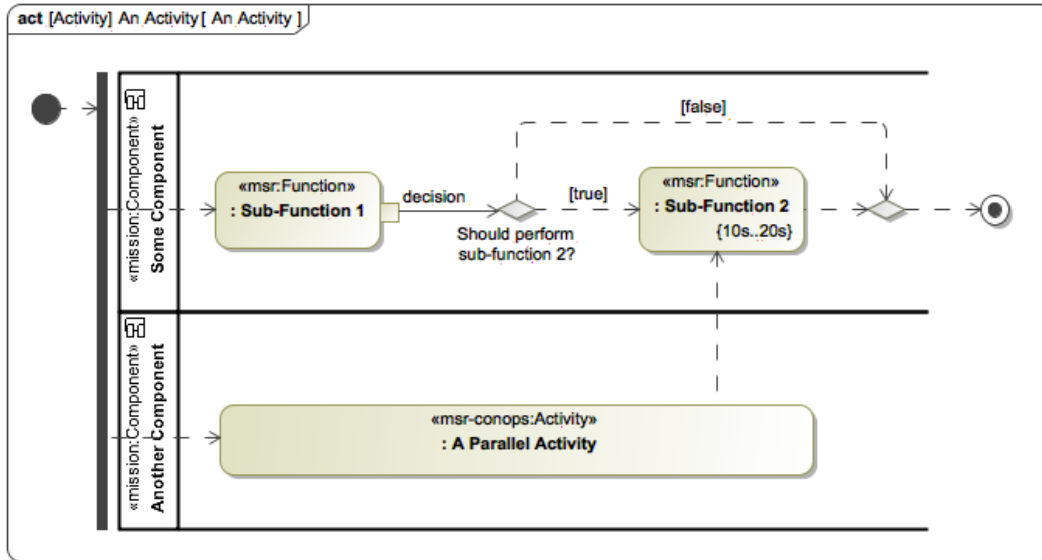 act [Activity] An Activity[ An Activity ]
«mission:Component»
Some Component
«msr:Function»
: Sub-Function 1
decision
Should perform
sub-function 2?
[false]
[true]
«msr:Function»
: Sub-Function 2
{10s..20s}
«mission:Component»
Another Component
«msr-conops:Activity»
: A Parallel Activity